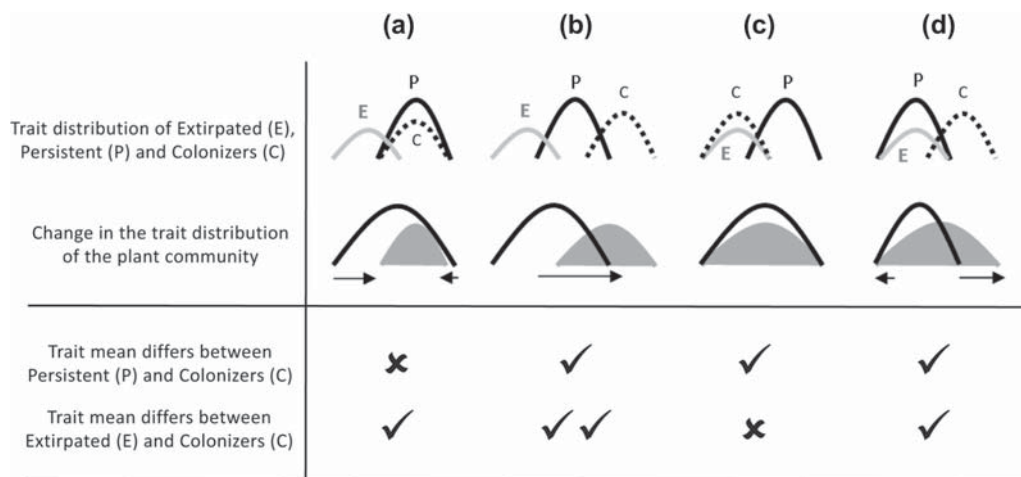 (a) (b) (c) (d)
P P C P P C
E C E C E E
Trait distribution of Extirpated (E),
Persistent (P) and Colonizers (C)
Change in the trait distribution
of the plant community
Trait mean differs between
Persistent (P) and Colonizers (C)
Trait mean differs between
Extirpated (E) and Colonizers (C)